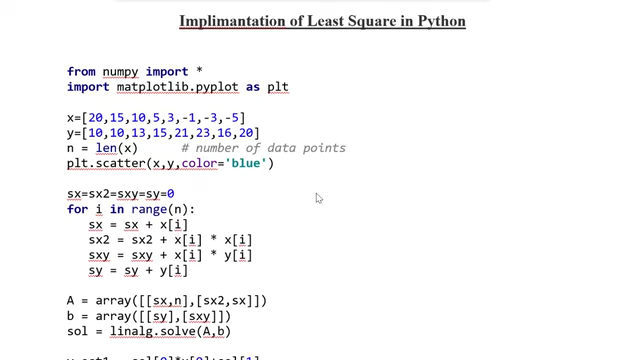 Implimantation of Least Square in Python
from numpy import *
import matplotlib.pyplot as plt
x=[20,15,10,5,3,-1,-3,-5]
y=[10,10,13,15,21,23,16,20]
n = len(x) # number of data points
plt.scatter(x,y,color='blue')
sx=sx2=sxy=sy=0
for i in range(n):
sx = sx + x[i]
sx2 = sx2 + x[i] * x[i]
sxy = sxy + x[i] * y[i]
sy = sy + y[i]
A = array([[sx,n],[sx2,sx]])
b = array([[sy],[sxy]])
sol = linalg.solve(A,b)